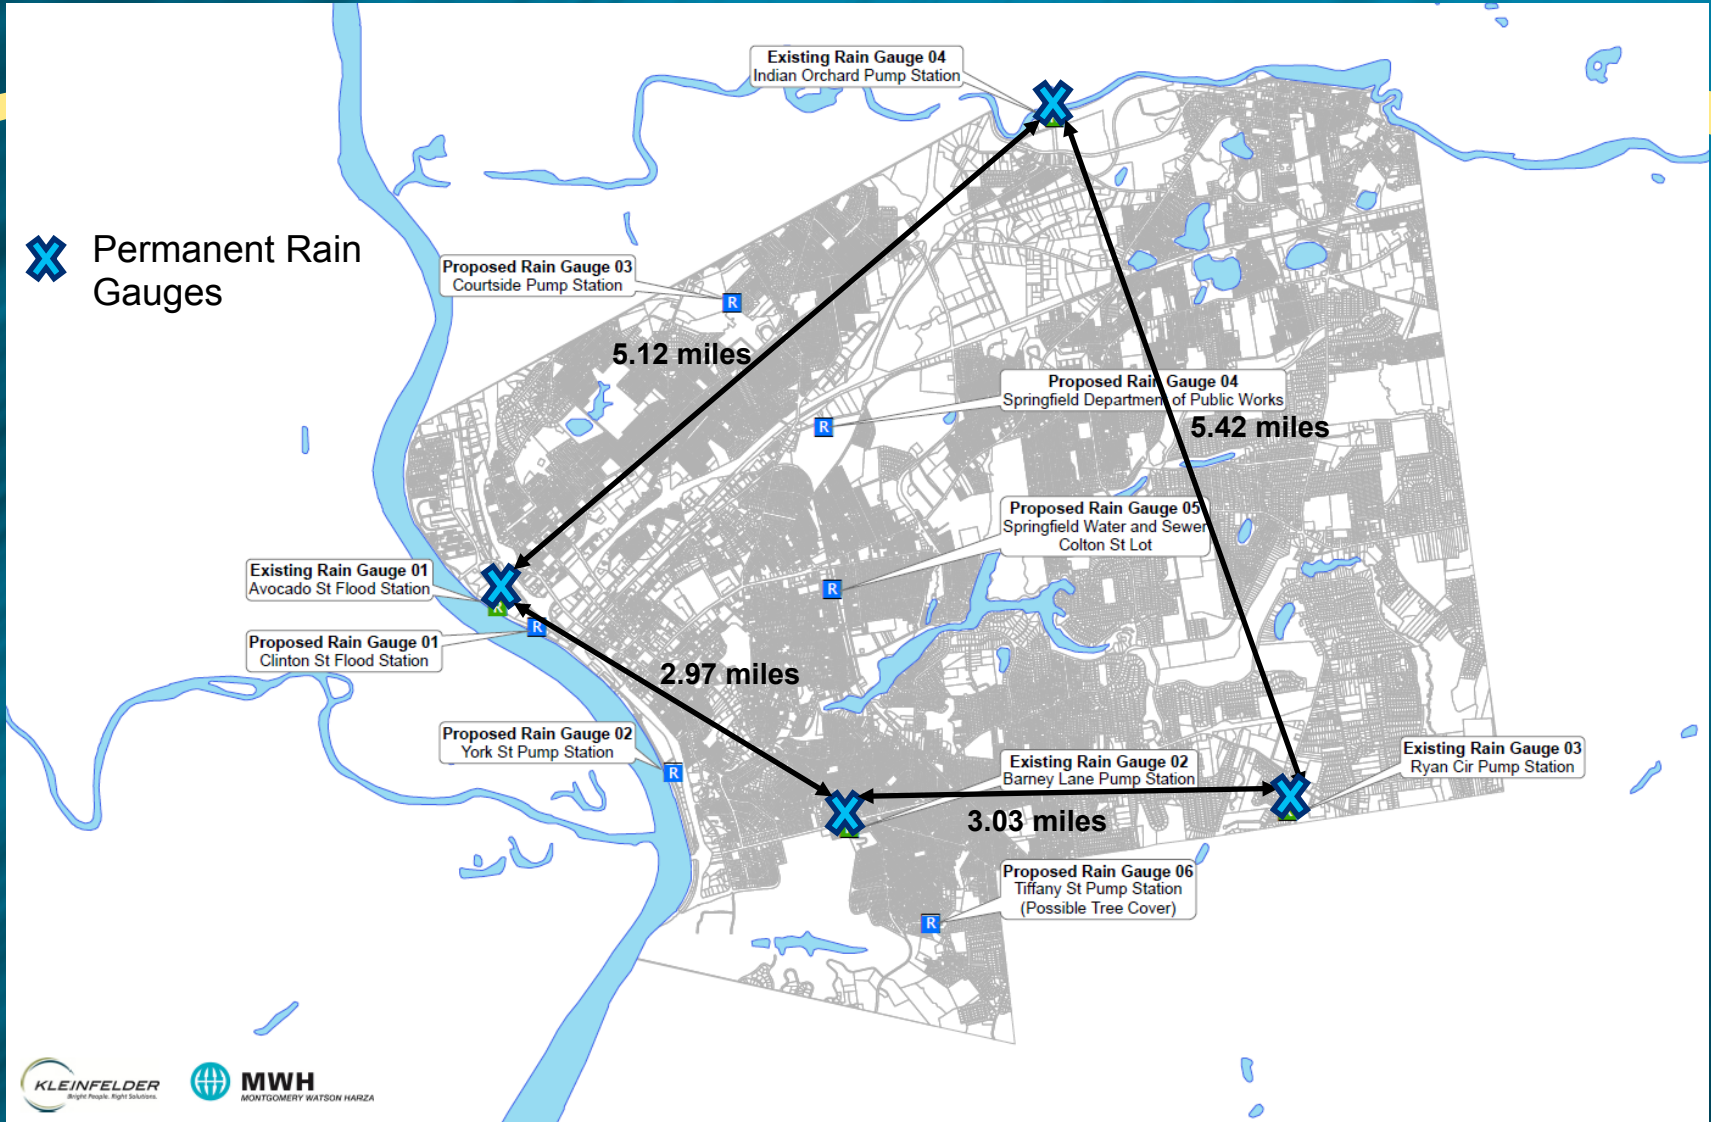 Existing Rain Gauge 04
Indian Orchard Pump Station
Permanent Rain
Gauges
Proposed Rain Gauge 03
Courtside Pump Station
R
5.12 miles
Proposed Rain Gauge 04
Springfield Department of Public Works
R
5.42 miles
Proposed Rain Gauge 05
Springfield Water and Sewer
Colton St Lot
Existing Rain Gauge 01
Avocado St Flood Station
R
R
Proposed Rain Gauge 01
Clinton St Flood Station
R
2.97 miles
Proposed Rain Gauge 02
York St Pump Station
R
Existing Rain Gauge 02
Barney Lane Pump Station
Existing Rain Gauge 03
Ryan Cir Pump Station
3.03 miles
Proposed Rain Gauge 06
Tiffany St Pump Station
(Possible Tree Cover)
R
KLEINFELDER
Bright People. Right Solutions.
MWH
MONTGOMERY WATSON HARZA